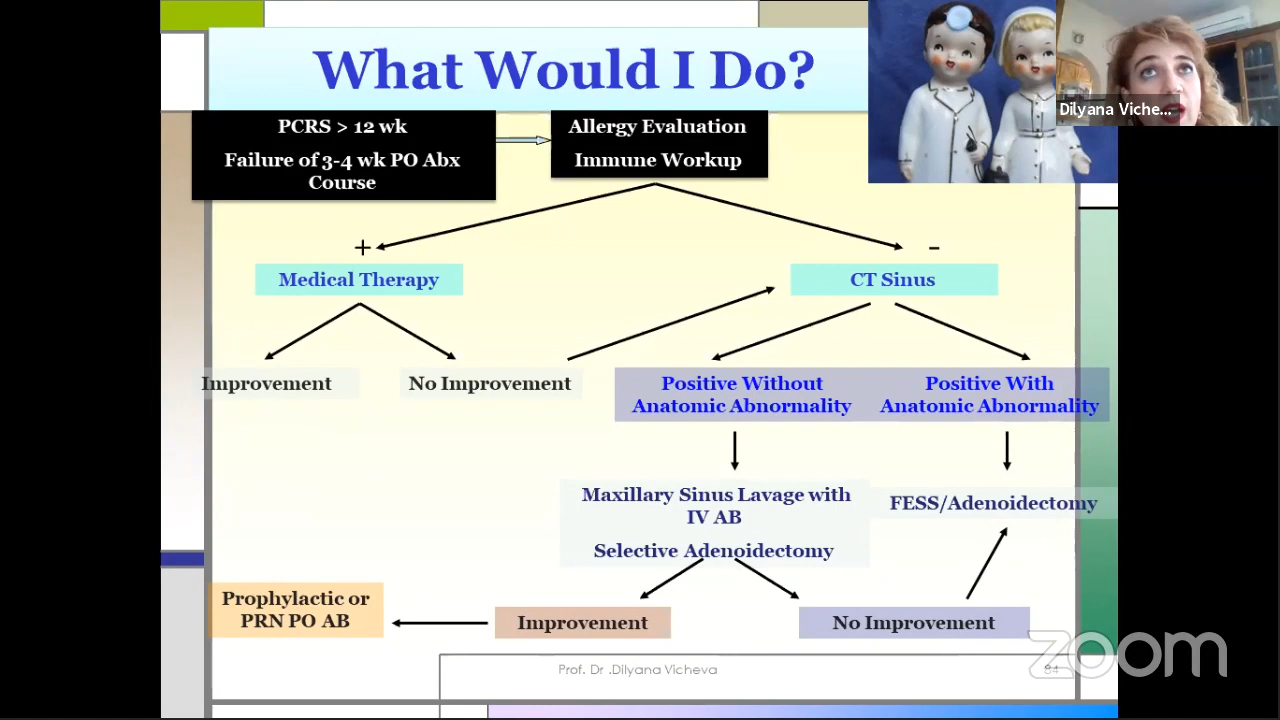 What Would I Do?
Dilyana Viche...
PCRS > 12 wk
Failure of 3-4 wk PO Abx
Course
Allergy Evaluation
Immune Workup
+
-
Medical Therapy
CT Sinus
Improvement
No Improvement
Positive Without
Anatomic Abnormality
Positive With
Anatomic Abnormality
Maxillary Sinus Lavage with
IV AB
Selective Adenoidectomy
FESS/Adenoidectomy
Prophylactic or
PRN PO AB
Improvement
No Improvement
Prof. Dr .Dilyana Vicheva
84
zoom